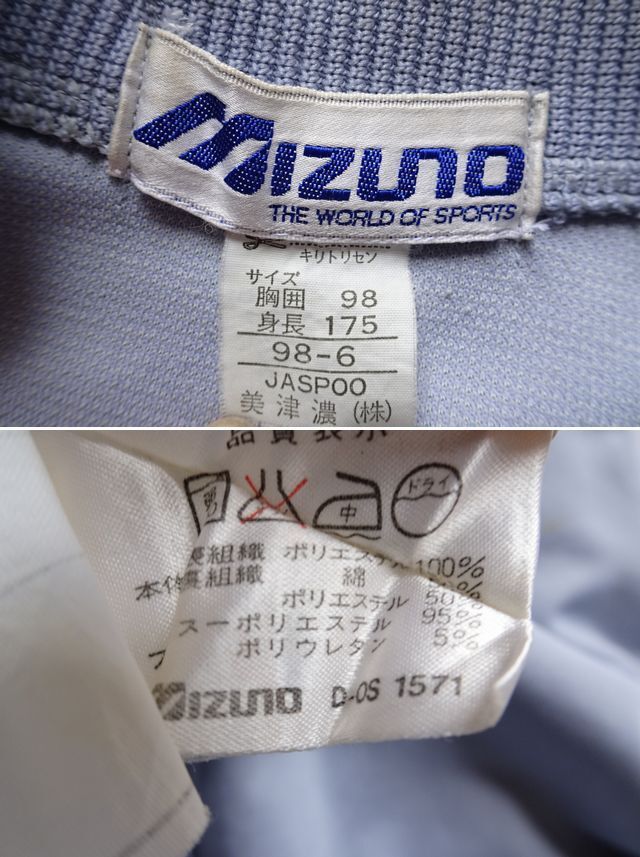 MIZUNO
THE WORLD OF SPORTS
キリトリセン
サイズ
胸囲 98
身長 175
98-6
JASPOO
美津濃(株)
品質表示
中 ドライ
表組織 ポリエステル 100%
本体裏組織 綿 50%
ポリエステル 50%
ポリエステル 95%
ポリウレタン 5%
MIZUNO D-OS 1571